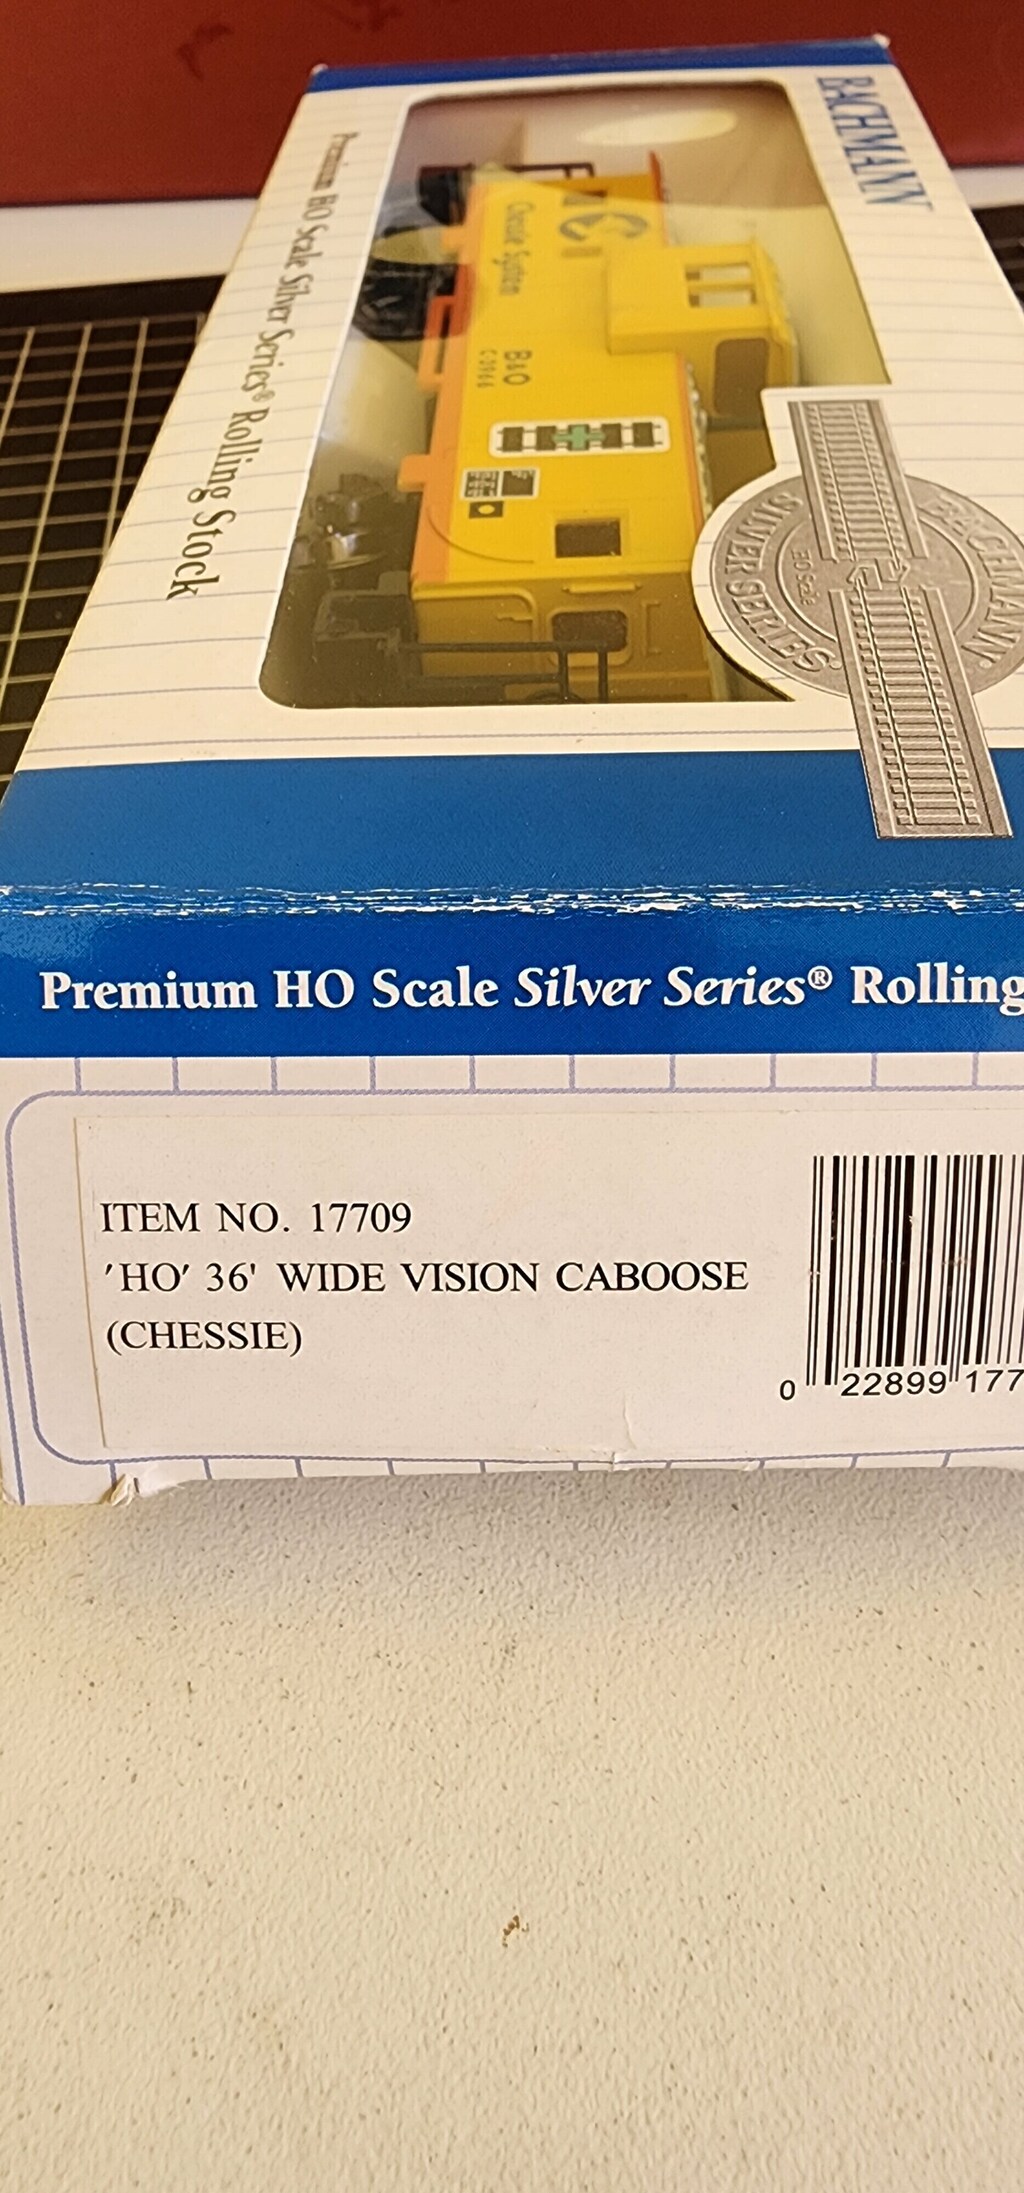 BACHMANN
Premium HO Scale Silver Series® Rolling Stock
Chessie System
B&O
C3966
BACHMANN
HO Scale
SILVER SERIES®
Premium HO Scale Silver Series® Rolling
ITEM NO. 17709
'HO' 36' WIDE VISION CABOOSE
(CHESSIE)
0 22899 177